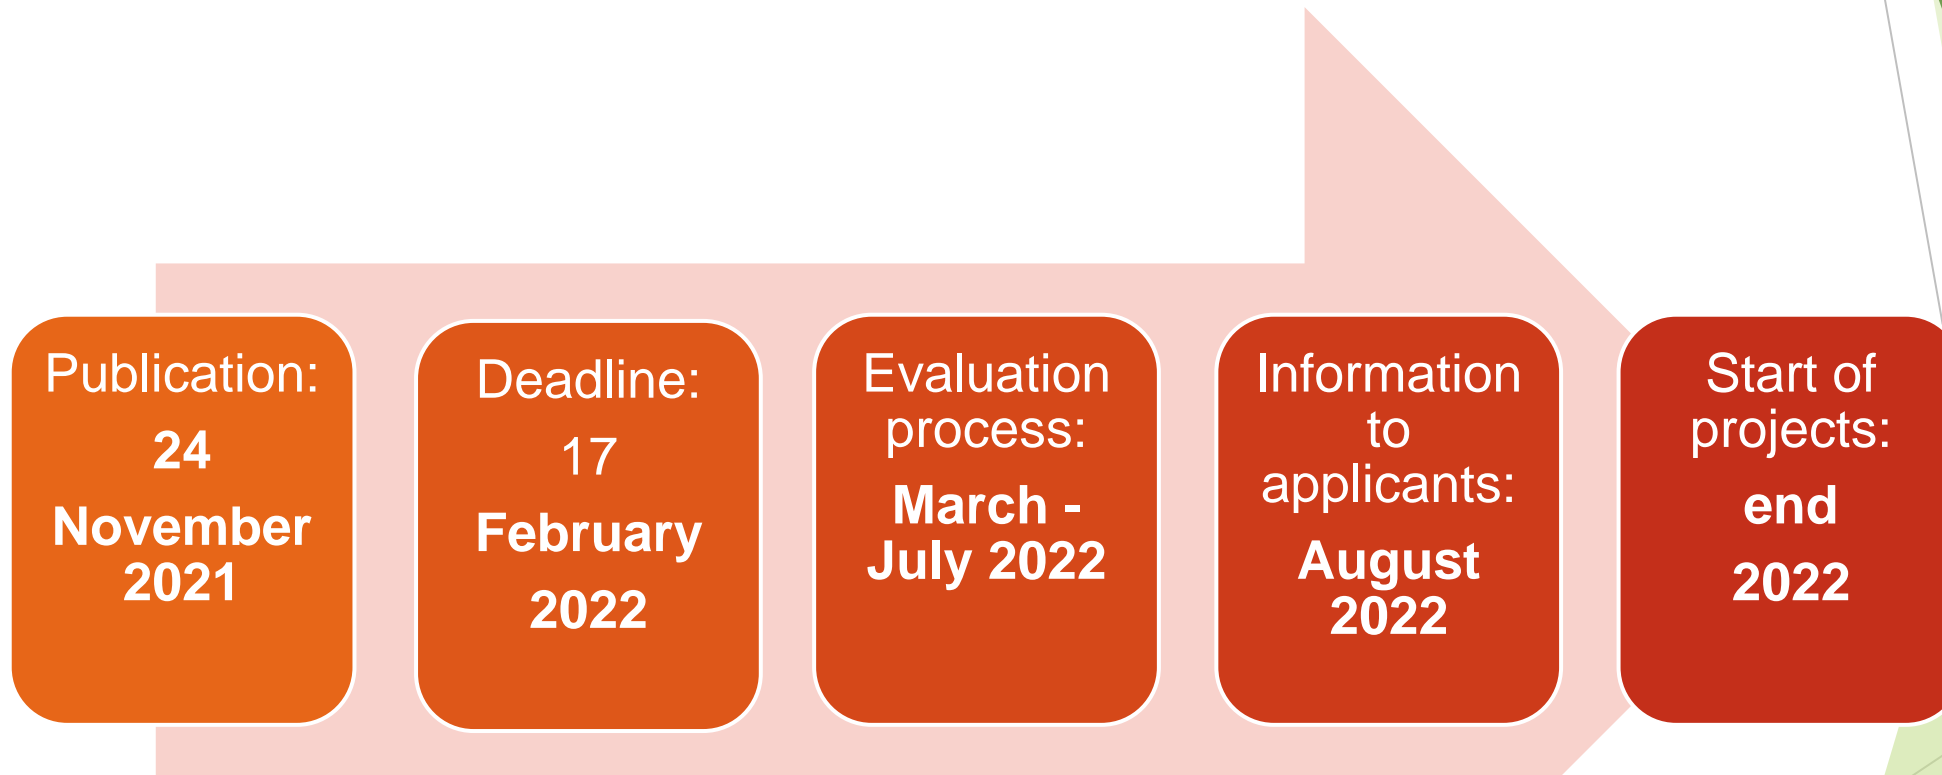 Publication:
24
November
2021
Deadline:
17
February
2022
Evaluation
process:
March -
July 2022
Information
to
applicants:
August
2022
Start of
projects:
end
2022